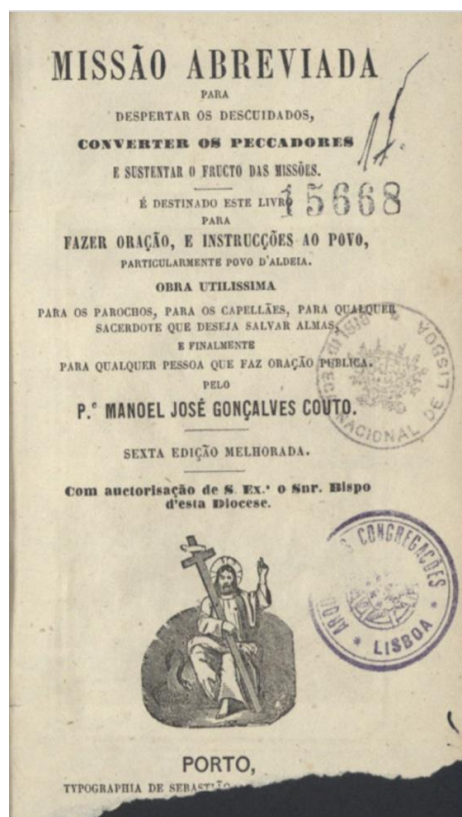 MISSÃO ABREVIADA
PARA
DESPERTAR OS DESCUIDADOS,
CONVERTER OS PECCADORES
E SUSTENTAR O FRUCTO DAS MISSÕES.
15668
É DESTINADO ESTE LIVRO
PARA
FAZER ORAÇÃO, E INSTRUCÇÕES AO POVO,
PARTICULARMENTE POVO D'ALDEIA.
OBRA UTILISSIMA
PARA OS PAROCHOS, PARA OS CAPELLÃES, PARA QUALQUER
SACERDOTE QUE DESEJA SALVAR ALMAS,
E FINALMENTE
PARA QUALQUER PESSOA QUE FAZ ORAÇÃO PUBLICA.
PELO
P.e MANOEL JOSÉ GONÇALVES COUTO.
SEXTA EDIÇÃO MELHORADA.
Com auctorisação de S. Ex.ª o Snr. Bispo
d'esta Diocese.
NACIONAL DE LISBOA
CONGREGAÇÕES
* LISBOA *
PORTO,
TYPOGRAPHIA DE